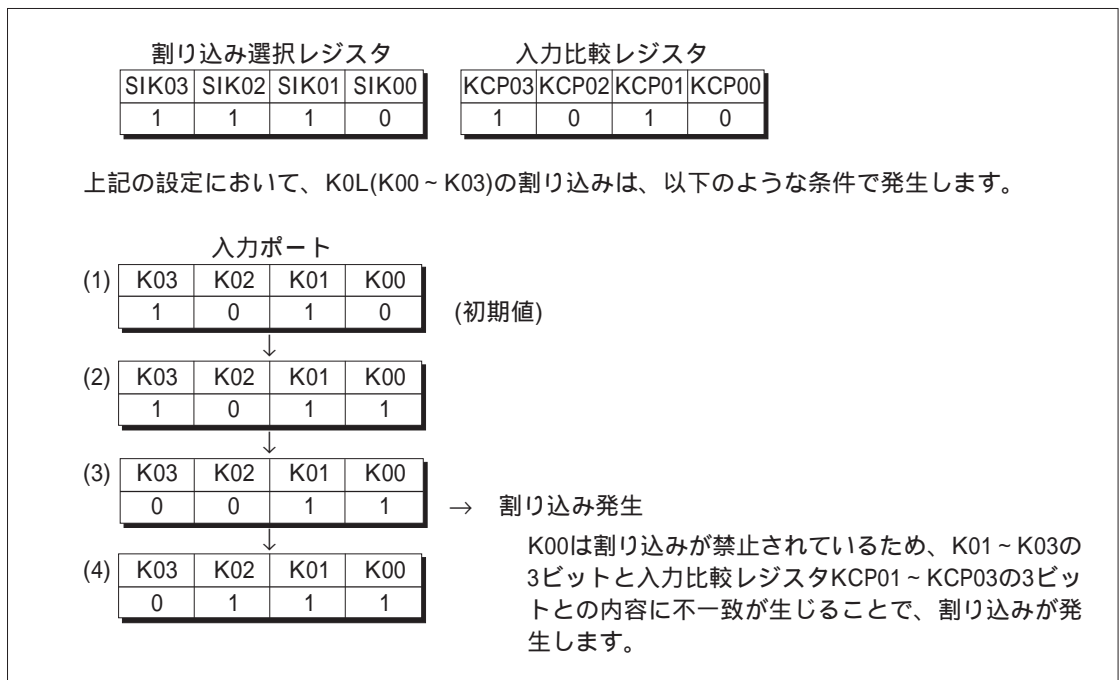 割り込み選択レジスタ 入力比較レジスタ
SIK03 SIK02 SIK01 SIK00 KCP03 KCP02 KCP01 KCP00
1 1 1 0 1 0 1 0
上記の設定において、K0L(K00 ~ K03)の割り込みは、以下のような条件で発生します。
入力ポート
(1) K03 K02 K01 K00
1 0 1 0 (初期値)
↓
(2) K03 K02 K01 K00
1 0 1 1
↓
(3) K03 K02 K01 K00
0 0 1 1 → 割り込み発生
↓
K00は割り込みが禁止されているため、K01 ~ K03の
(4) K03 K02 K01 K00
3ビットと入力比較レジスタKCP01 ~ KCP03の3ビッ
0 1 1 1
トとの内容に不一致が生じることで、割り込みが発
生します。